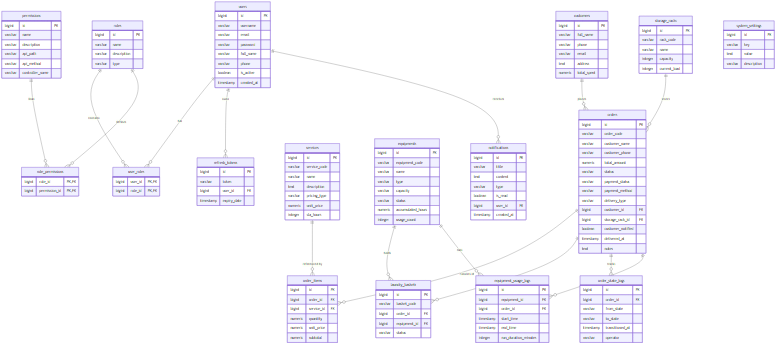 permissions
bigint id PK
varchar name
varchar description
varchar api_path
varchar api_method
varchar controller_name
roles
bigint id PK
varchar name
varchar description
varchar type
users
bigint id PK
varchar username
varchar email
varchar password
varchar full_name
varchar phone
boolean is_active
timestamp created_at
customers
bigint id PK
varchar full_name
varchar phone
varchar email
text address
numeric total_spent
storage_racks
bigint id PK
varchar rack_code
varchar name
integer capacity
integer current_load
system_settings
bigint id PK
varchar key
text value
varchar description
role_permissions
bigint role_id PK,FK
bigint permission_id PK,FK
user_roles
bigint user_id PK,FK
bigint role_id PK,FK
refresh_tokens
bigint id PK
varchar token
bigint user_id FK
timestamp expiry_date
services
bigint id PK
varchar service_code
varchar name
text description
varchar pricing_type
numeric unit_price
integer sla_hours
equipments
bigint id PK
varchar equipment_code
varchar name
varchar type
varchar capacity
varchar status
numeric accumulated_hours
integer usage_count
notifications
bigint id PK
varchar title
text content
varchar type
boolean is_read
bigint user_id FK
timestamp created_at
orders
bigint id PK
varchar order_code
varchar customer_name
varchar customer_phone
numeric total_amount
varchar status
varchar payment_status
varchar payment_method
varchar delivery_type
bigint customer_id FK
bigint storage_rack_id FK
boolean customer_notified
timestamp delivered_at
text notes
order_items
bigint id PK
bigint order_id FK
bigint service_id FK
numeric quantity
numeric unit_price
numeric subtotal
laundry_baskets
bigint id PK
varchar basket_code
bigint order_id FK
bigint equipment_id FK
varchar status
equipment_usage_logs
bigint id PK
bigint equipment_id FK
bigint order_id FK
timestamp start_time
timestamp end_time
integer run_duration_minutes
order_state_logs
bigint id PK
bigint order_id FK
varchar from_state
varchar to_state
timestamp transitioned_at
varchar operator